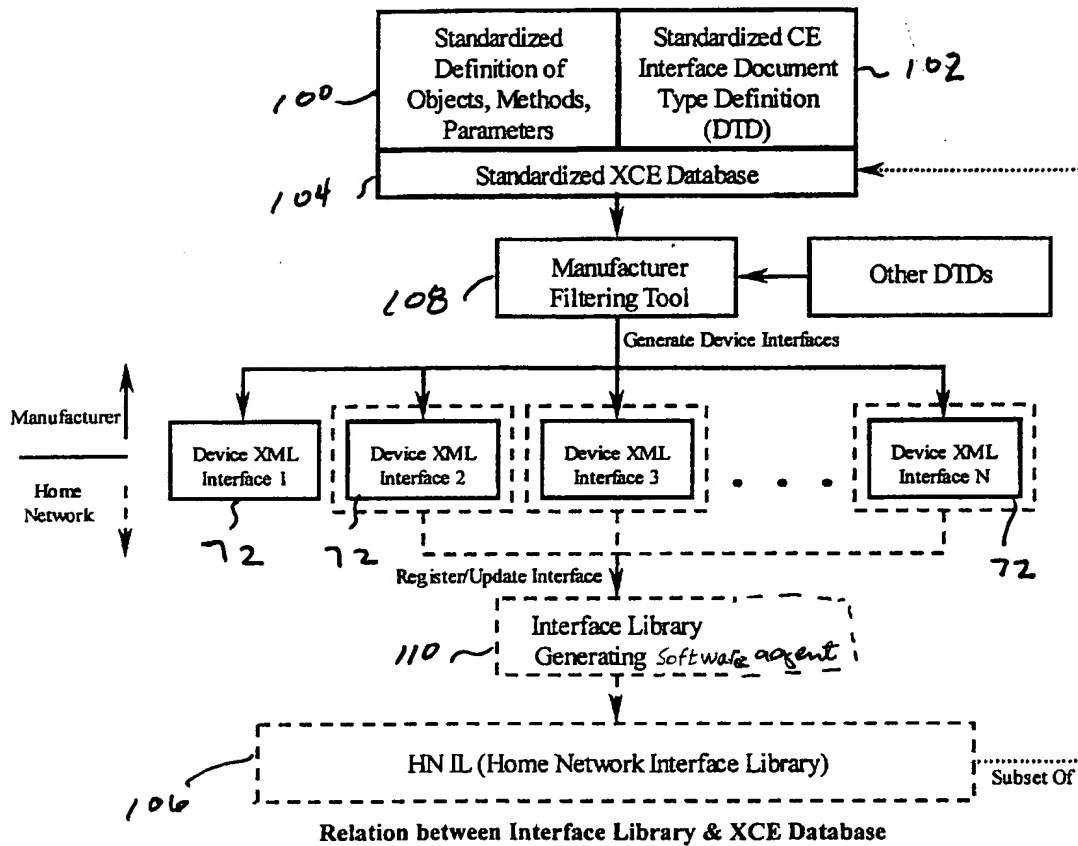 Standardized
Definition of
Objects, Methods,
Parameters
Standardized CE
Interface Document
Type Definition
(DTD)
100
102
Standardized XCE Database
104
Manufacturer
Filtering Tool
108
Other DTDs
Generate Device Interfaces
Manufacturer
Home
Network
Device XML
Interface 1
Device XML
Interface 2
Device XML
Interface 3
. . .
Device XML
Interface N
72
72
72
Register/Update Interface
Interface Library
Generating Software agent
110
HN IL (Home Network Interface Library)
Subset Of
106
Relation between Interface Library & XCE Database